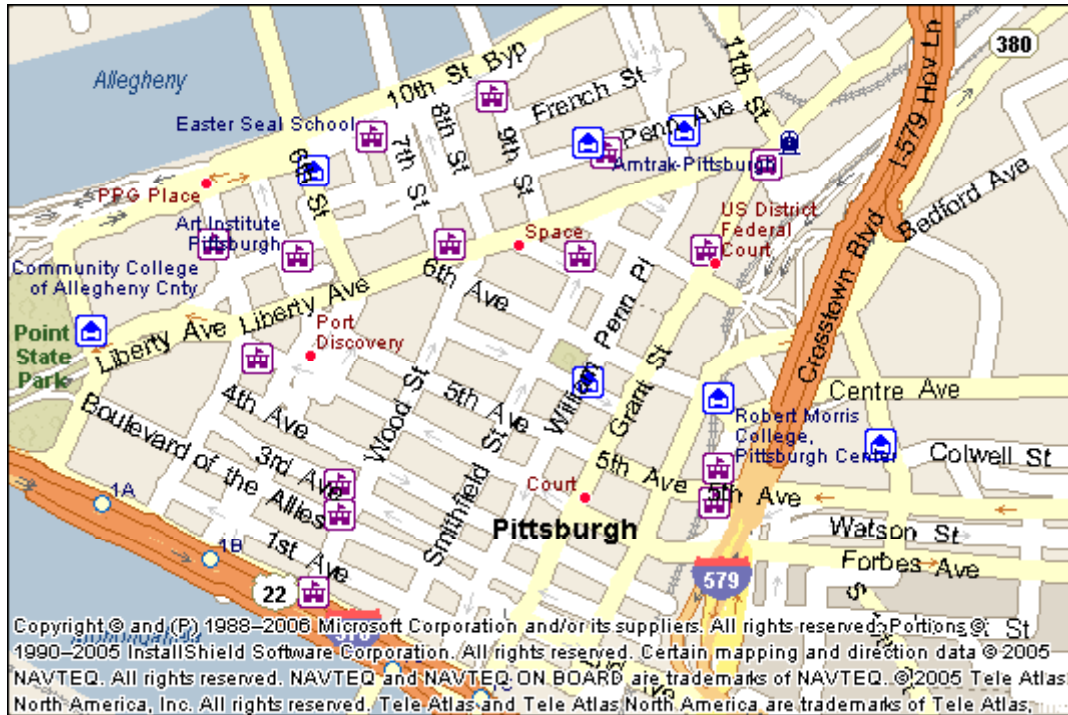 380
11th St
I-579 Hov Ln
Allegheny
10th St Byp
French St
8th St
9th St
Penn Ave
Easter Seal School
7th St
6th St
Amtrak-Pittsburgh
PPG Place
Bedford Ave
Art Institute
Pittsburgh
Space
US District
Federal
Court
Community College
of Allegheny Cnty
6th Ave
Crosstown Blvd
Liberty Ave
Liberty Ave
Port
Discovery
William Penn Pl
Point
State
Park
Grant St
4th Ave
5th Ave
Wood St
Centre Ave
Robert Morris
College,
Pittsburgh Center
Boulevard of the Allies
3rd Ave
Smithfield St
5th Ave
5th Ave
Colwell St
1A
Court
Pittsburgh
Watson St
Forbes Ave
1B
1st Ave
22
579
Copyright © and (P) 1988–2006 Microsoft Corporation and/or its suppliers. All rights reserved. Portions ©
1990–2005 InstallShield Software Corporation. All rights reserved. Certain mapping and direction data © 2005
NAVTEQ. All rights reserved. NAVTEQ and NAVTEQ ON BOARD are trademarks of NAVTEQ. © 2005 Tele Atlas
North America, Inc. All rights reserved. Tele Atlas and Tele Atlas North America are trademarks of Tele Atlas,